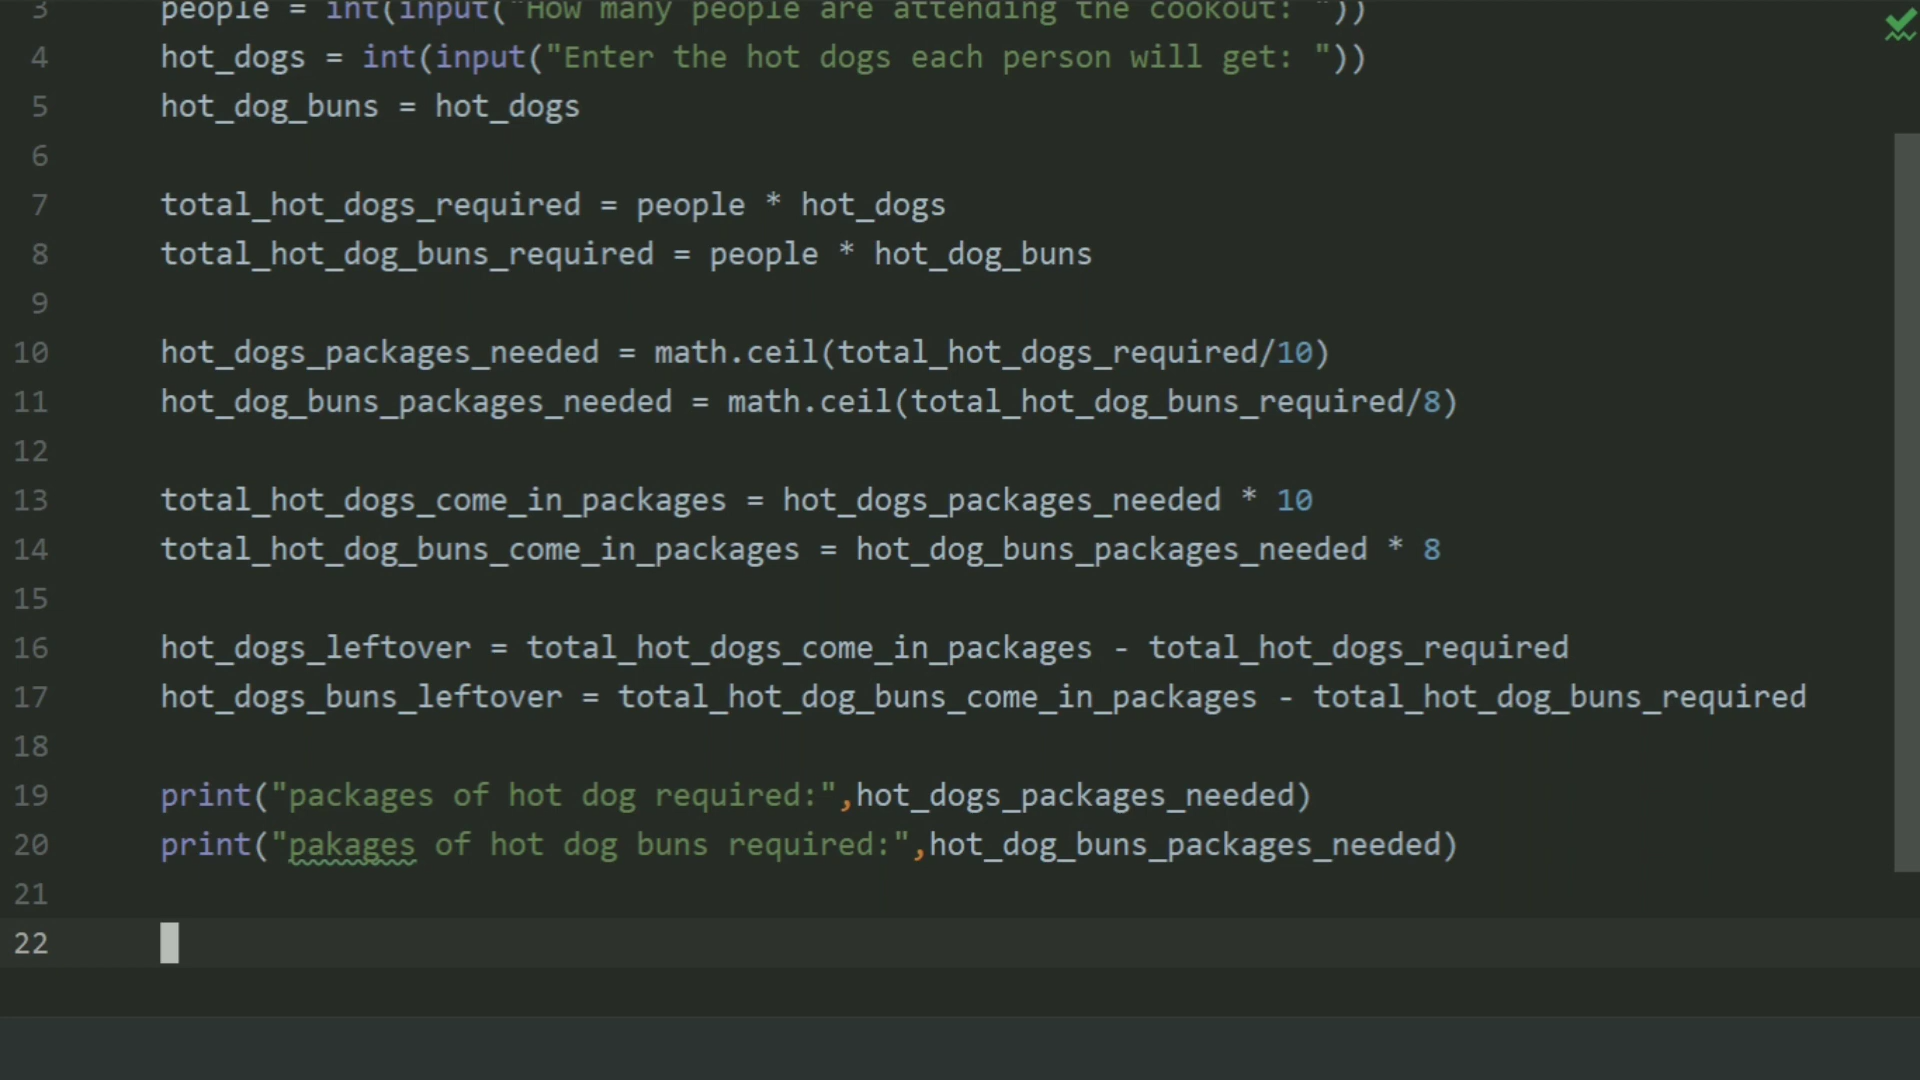 3 people = int(input("How many people are attending the cookout: "))
4 hot_dogs = int(input("Enter the hot dogs each person will get: "))
5 hot_dog_buns = hot_dogs
6
7 total_hot_dogs_required = people * hot_dogs
8 total_hot_dog_buns_required = people * hot_dog_buns
9
10 hot_dogs_packages_needed = math.ceil(total_hot_dogs_required/10)
11 hot_dog_buns_packages_needed = math.ceil(total_hot_dog_buns_required/8)
12
13 total_hot_dogs_come_in_packages = hot_dogs_packages_needed * 10
14 total_hot_dog_buns_come_in_packages = hot_dog_buns_packages_needed * 8
15
16 hot_dogs_leftover = total_hot_dogs_come_in_packages - total_hot_dogs_required
17 hot_dogs_buns_leftover = total_hot_dog_buns_come_in_packages - total_hot_dog_buns_required
18
19 print("packages of hot dog required:",hot_dogs_packages_needed)
20 print("pakages of hot dog buns required:",hot_dog_buns_packages_needed)
21
22